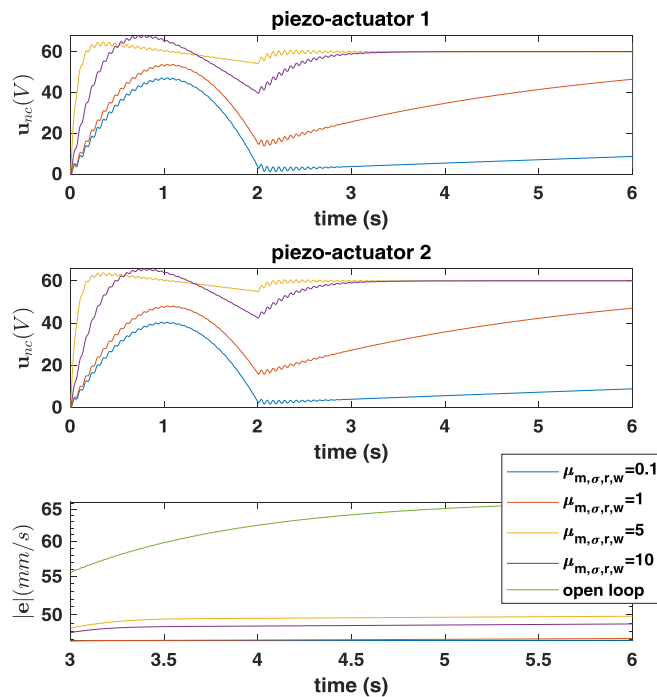 piezo-actuator 1
60
40
20
0
u_nc(V)
0 1 2 3 4 5 6
time (s)
piezo-actuator 2
60
40
20
0
u_nc(V)
0 1 2 3 4 5 6
time (s)
65
60
55
50
|e|(mm/s)
μ_m,σ,r,w=0.1
μ_m,σ,r,w=1
μ_m,σ,r,w=5
μ_m,σ,r,w=10
open loop
3 3.5 4 4.5 5 5.5 6
time (s)